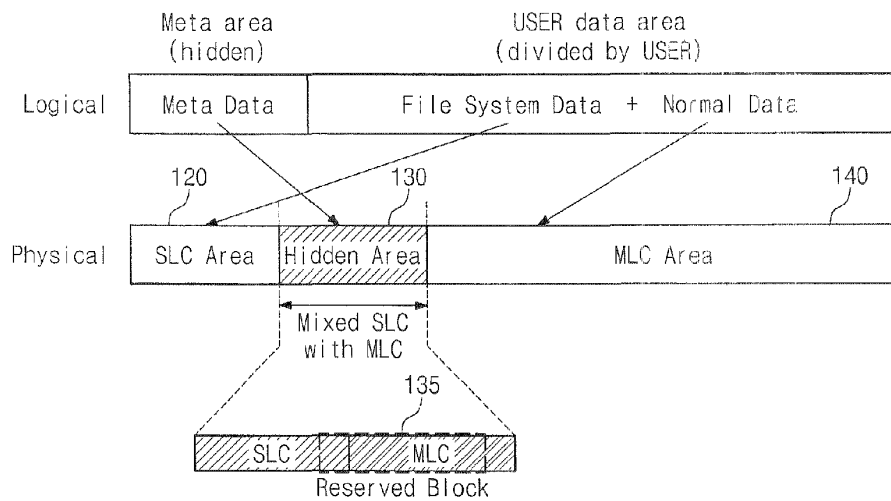 Meta area
(hidden)
USER data area
(divided by USER)
Logical
Meta Data
File System Data + Normal Data
120
130
140
Physical
SLC Area
Hidden Area
MLC Area
Mixed SLC
with MLC
135
SLC
MLC
Reserved Block